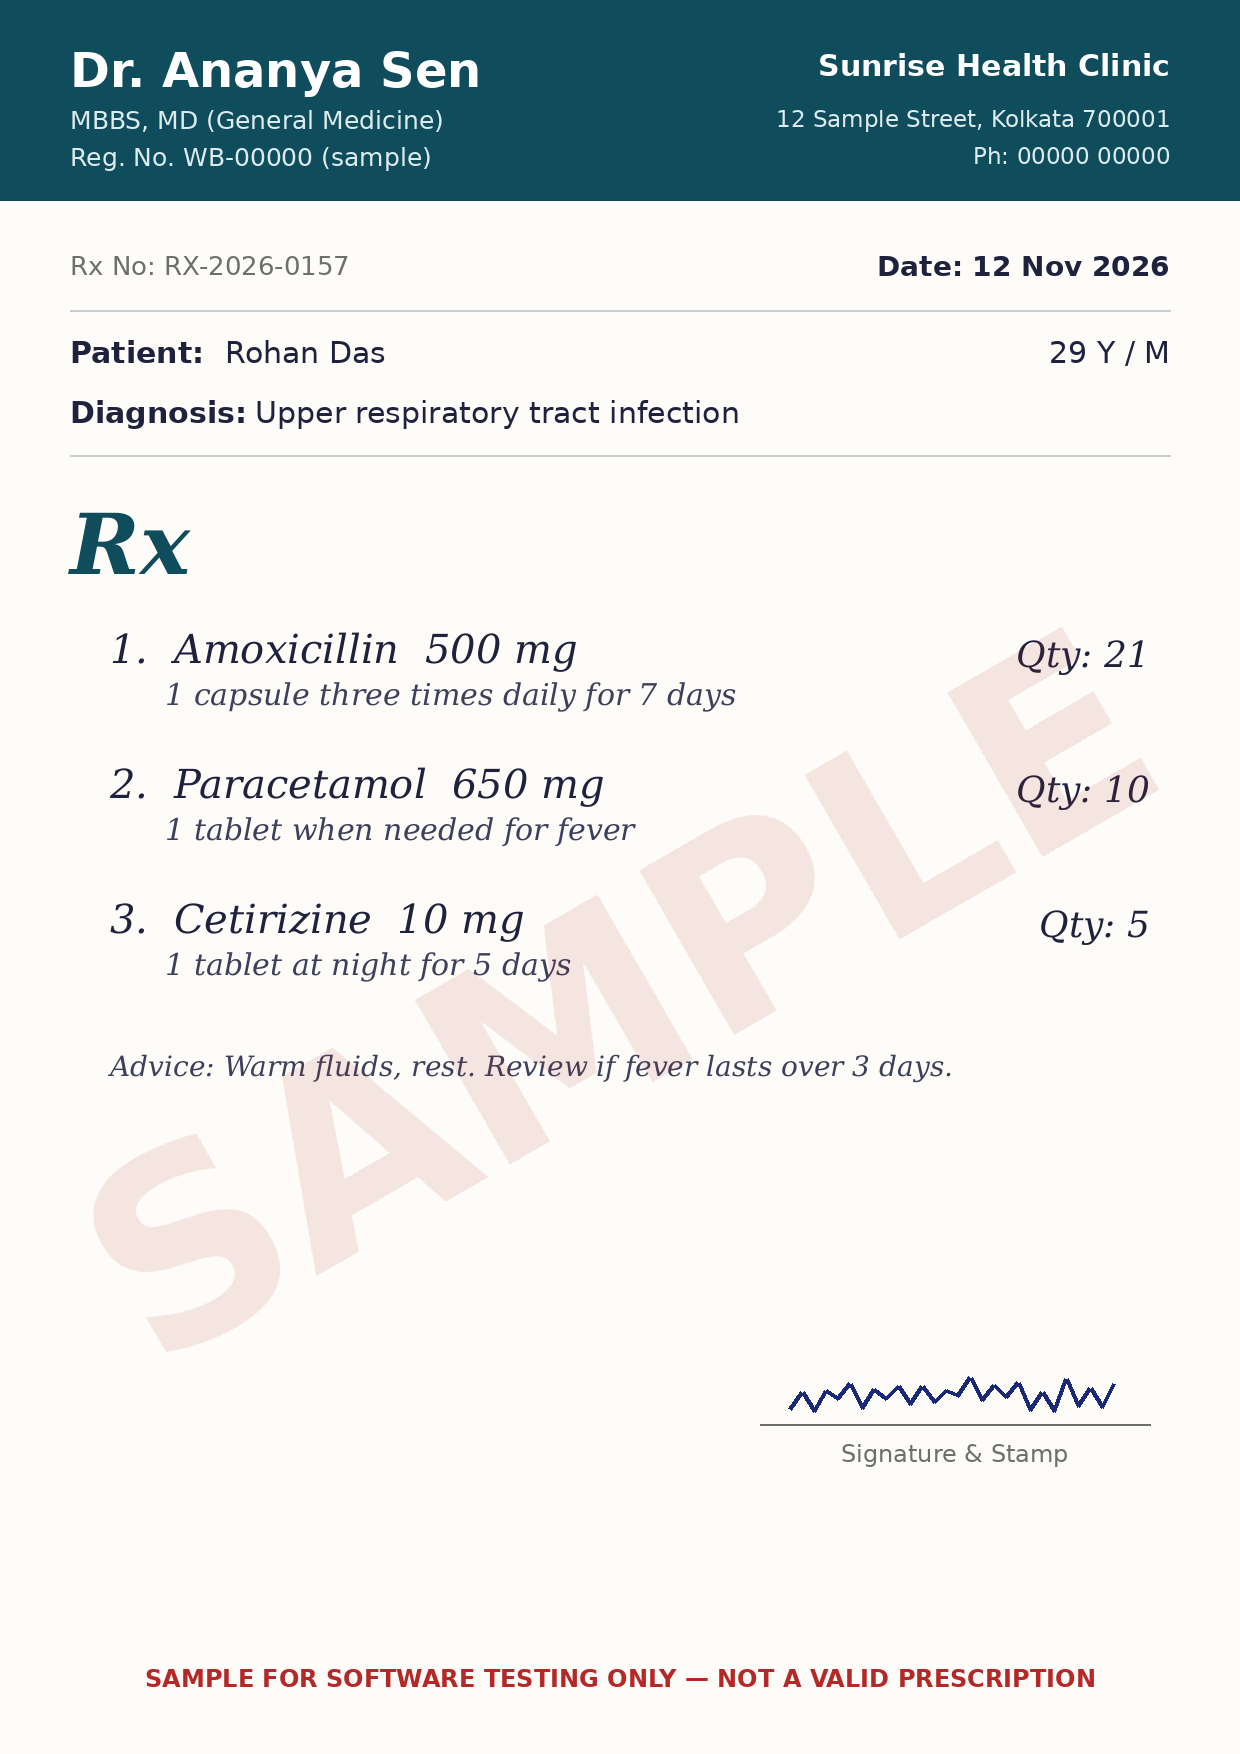 Dr. Ananya Sen
MBBS, MD (General Medicine)
Reg. No. WB-00000 (sample)
Sunrise Health Clinic
12 Sample Street, Kolkata 700001
Ph: 00000 00000
Rx No: RX-2026-0157
Date: 12 Nov 2026
Patient: Rohan Das
29 Y / M
Diagnosis: Upper respiratory tract infection
Rx
1. Amoxicillin 500 mg
Qty: 21
1 capsule three times daily for 7 days
2. Paracetamol 650 mg
Qty: 10
1 tablet when needed for fever
3. Cetirizine 10 mg
Qty: 5
1 tablet at night for 5 days
Advice: Warm fluids, rest. Review if fever lasts over 3 days.
SAMPLE
Signature & Stamp
SAMPLE FOR SOFTWARE TESTING ONLY — NOT A VALID PRESCRIPTION